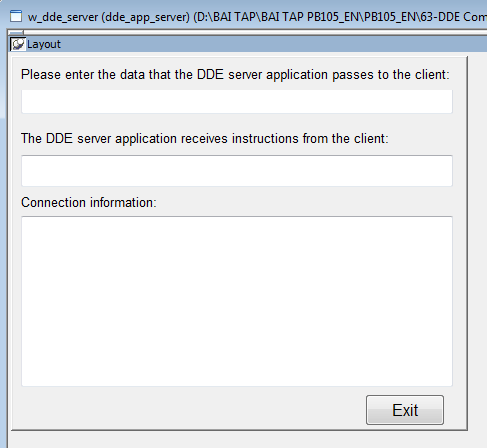 w_dde_server (dde_app_server) (D:\BAI TAP\BAI TAP PB105_EN\PB105_EN\63-DDE Com
Layout
Please enter the data that the DDE server application passes to the client:
The DDE server application receives instructions from the client:
Connection information:
Exit